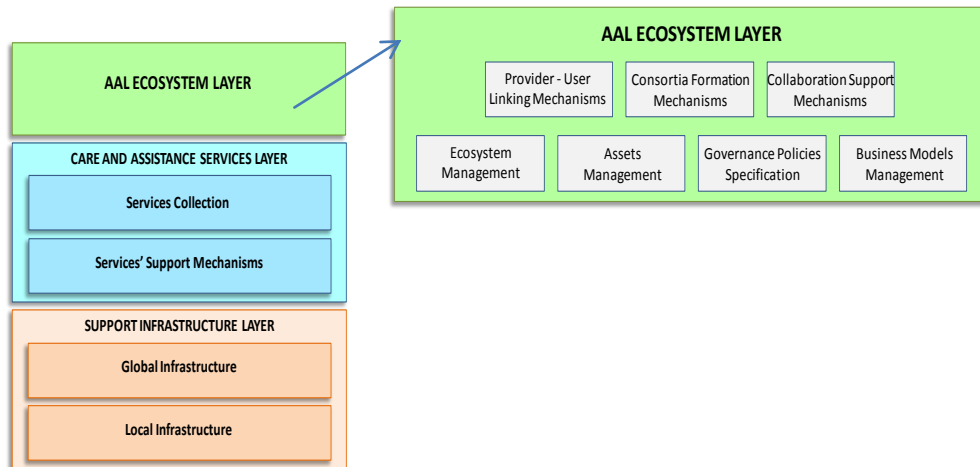 AAL ECOSYSTEM LAYER
CARE AND ASSISTANCE SERVICES LAYER
Services Collection
Services' Support Mechanisms
SUPPORT INFRASTRUCTURE LAYER
Global Infrastructure
Local Infrastructure
AAL ECOSYSTEM LAYER
Provider - User
Linking Mechanisms
Consortia Formation
Mechanisms
Collaboration Support
Mechanisms
Ecosystem
Management
Assets
Management
Governance Policies
Specification
Business Models
Management